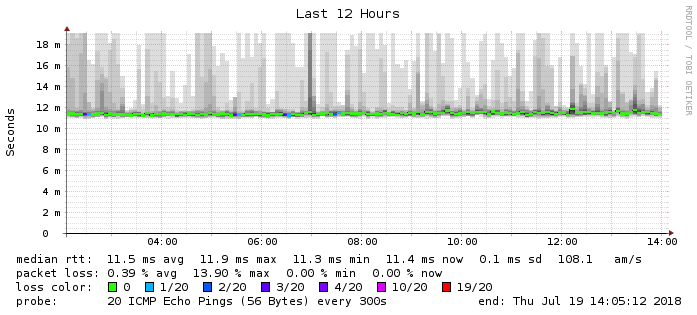 Last 12 Hours
RRDTOOL / TOBI OETIKER
Seconds
18 m
16 m
14 m
12 m
10 m
8 m
6 m
4 m
2 m
0
04:00 06:00 08:00 10:00 12:00 14:00
median rtt: 11.5 ms avg 11.9 ms max 11.3 ms min 11.4 ms now 0.1 ms sd 108.1 am/s
packet loss: 0.39 % avg 13.90 % max 0.00 % min 0.00 % now
loss color: 0 1/20 2/20 3/20 4/20 10/20 19/20
probe: 20 ICMP Echo Pings (56 Bytes) every 300s end: Thu Jul 19 14:05:12 2018